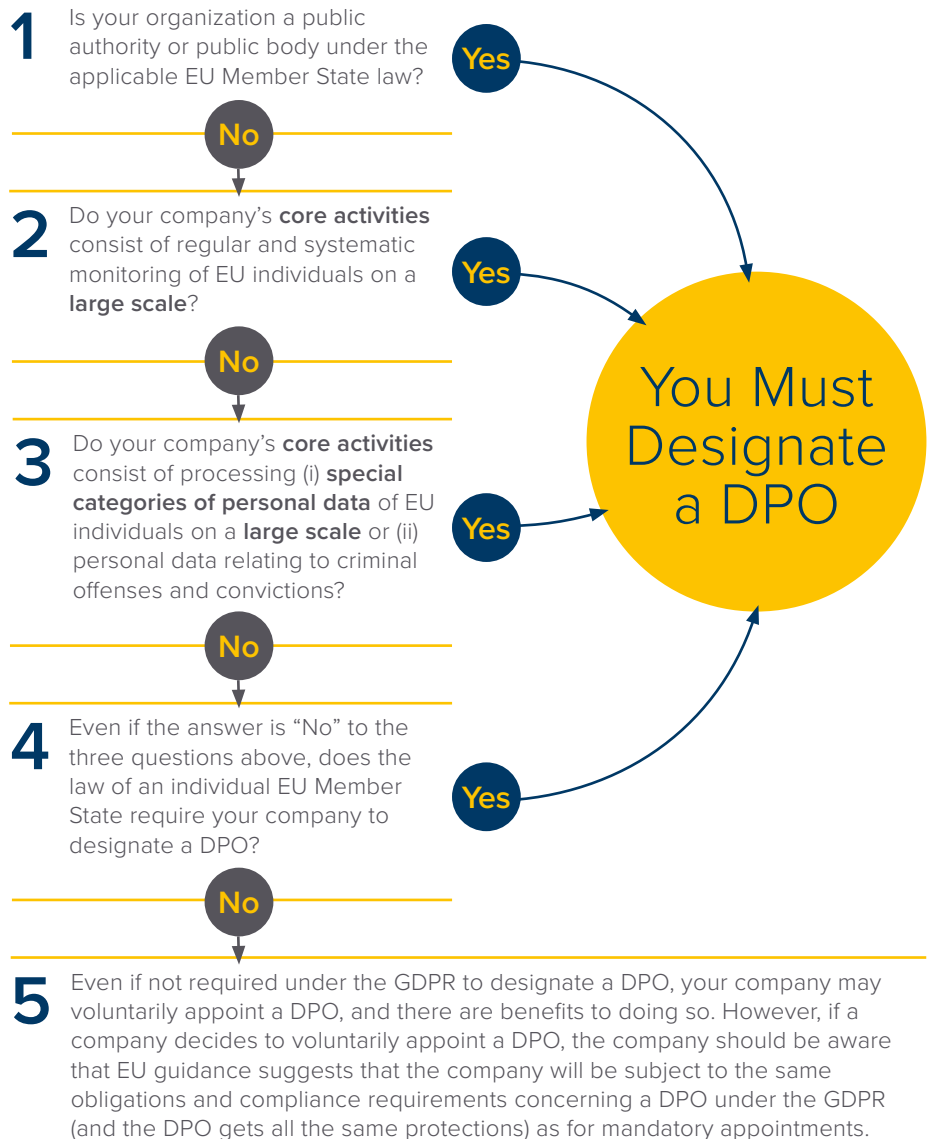 1
Is your organization a public
authority or public body under the
applicable EU Member State law?
Yes
No
2
Do your company’s core activities
consist of regular and systematic
monitoring of EU individuals on a
large scale?
Yes
No
3
Do your company’s core activities
consist of processing (i) special
categories of personal data of EU
individuals on a large scale or (ii)
personal data relating to criminal
offenses and convictions?
Yes
No
4
Even if the answer is “No” to the
three questions above, does the
law of an individual EU Member
State require your company to
designate a DPO?
Yes
No
You Must
Designate
a DPO
5
Even if not required under the GDPR to designate a DPO, your company may
voluntarily appoint a DPO, and there are benefits to doing so. However, if a
company decides to voluntarily appoint a DPO, the company should be aware
that EU guidance suggests that the company will be subject to the same
obligations and compliance requirements concerning a DPO under the GDPR
(and the DPO gets all the same protections) as for mandatory appointments.